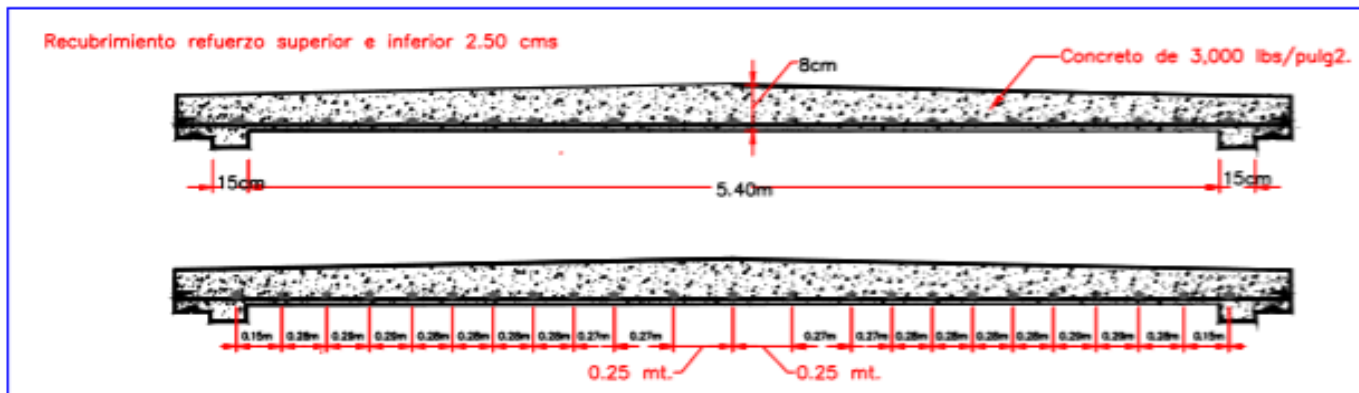 Recubrimiento refuerzo superior e inferior 2.50 cms
8cm
Concreto de 3,000 lbs/pulg2.
15cm 5.40m 15cm
0.15m 0.28m 0.29m 0.29m 0.28m 0.28m 0.28m 0.28m 0.27m 0.27m 0.27m 0.27m 0.28m 0.28m 0.28m 0.28m 0.29m 0.29m 0.28m 0.15m
0.25 mt. 0.25 mt.